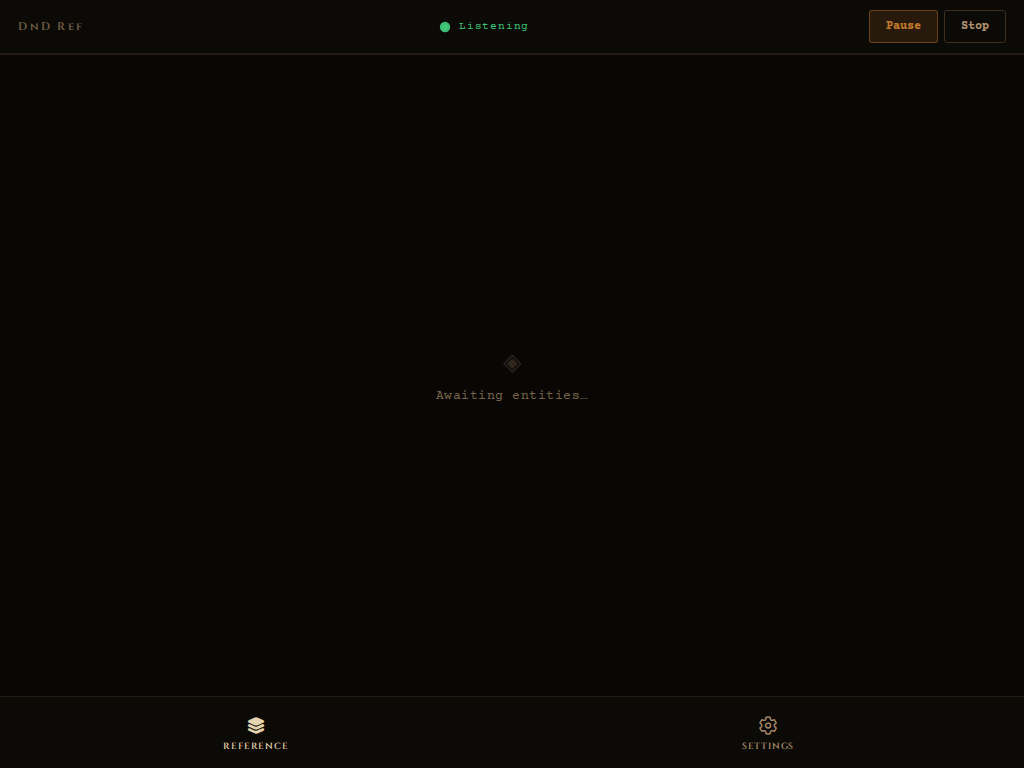 DnD Ref
Listening
Pause
Stop
Awaiting entities…
REFERENCE
SETTINGS